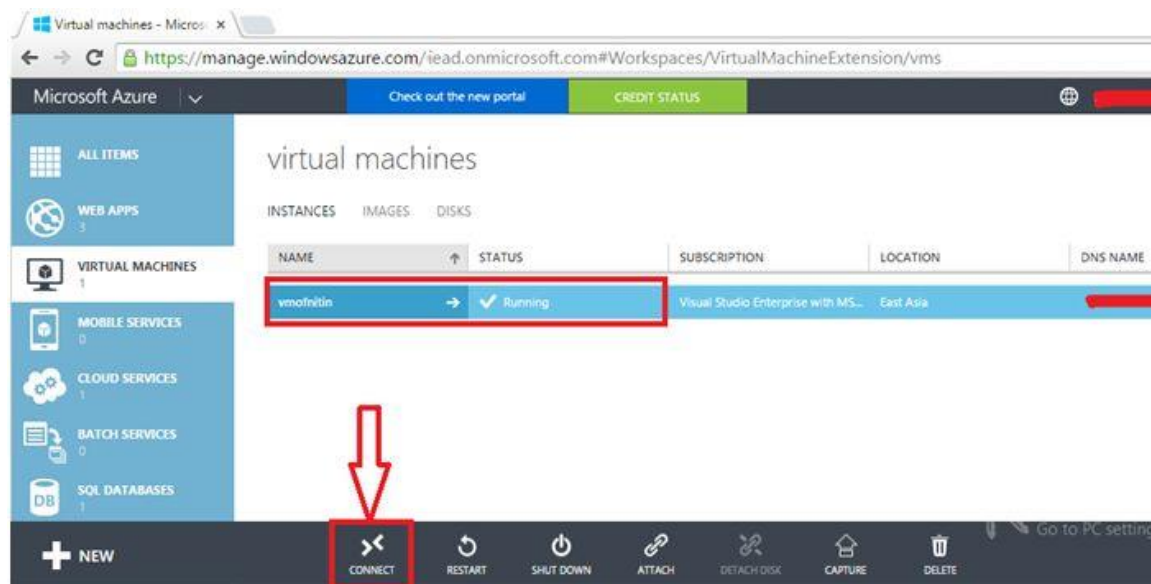 Virtual machines - Micros
https://manage.windowsazure.com/iead.onmicrosoft.com#Workspaces/VirtualMachineExtension/vms
Microsoft Azure
Check out the new portal
CREDIT STATUS
ALL ITEMS
WEB APPS
3
VIRTUAL MACHINES
1
MOBILE SERVICES
0
CLOUD SERVICES
1
BATCH SERVICES
0
SQL DATABASES
1
DB
virtual machines
INSTANCES IMAGES DISKS
NAME STATUS SUBSCRIPTION LOCATION DNS NAME
vmofnitin Running Visual Studio Enterprise with MS... East Asia
Go to PC setting
NEW
CONNECT RESTART SHUT DOWN ATTACH DETACH DISK CAPTURE DELETE